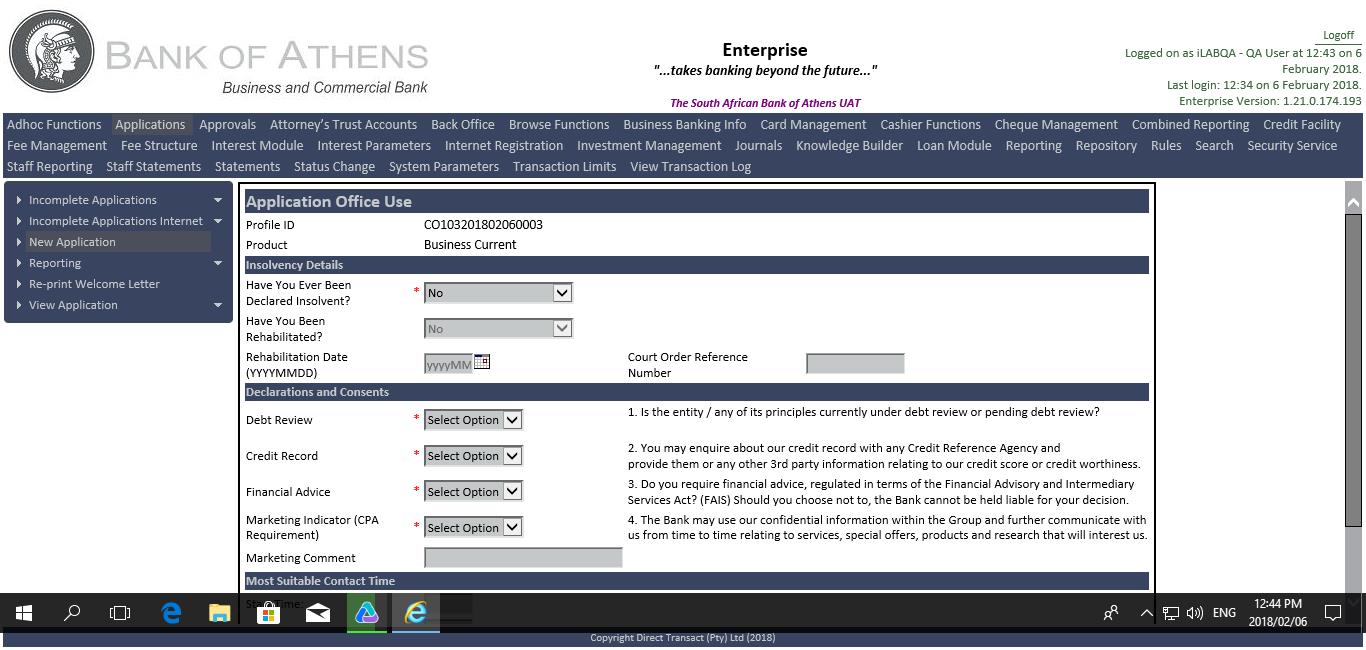 BANK OF ATHENS
Business and Commercial Bank
Enterprise
"...takes banking beyond the future..."
The South African Bank of Athens UAT
Logoff
Logged on as iLABQA - QA User at 12:43 on 6
February 2018.
Last login: 12:34 on 6 February 2018.
Enterprise Version: 1.21.0.174.193
Adhoc Functions Applications Approvals Attorney's Trust Accounts Back Office Browse Functions Business Banking Info Card Management Cashier Functions Cheque Management Combined Reporting Credit Facility
Fee Management Fee Structure Interest Module Interest Parameters Internet Registration Investment Management Journals Knowledge Builder Loan Module Reporting Repository Rules Search Security Service
Staff Reporting Staff Statements Statements Status Change System Parameters Transaction Limits View Transaction Log
Incomplete Applications
Incomplete Applications Internet
New Application
Reporting
Re-print Welcome Letter
View Application
Application Office Use
Profile ID CO103201802060003
Product Business Current
Insolvency Details
Have You Ever Been
Declared Insolvent? * No
Have You Been
Rehabilitated? No
Rehabilitation Date
(YYYYMMDD) yyyyMM
Court Order Reference
Number
Declarations and Consents
Debt Review * Select Option 1. Is the entity / any of its principles currently under debt review or pending debt review?
Credit Record * Select Option 2. You may enquire about our credit record with any Credit Reference Agency and
provide them or any other 3rd party information relating to our credit score or credit worthiness.
Financial Advice * Select Option 3. Do you require financial advice, regulated in terms of the Financial Advisory and Intermediary
Services Act? (FAIS) Should you choose not to, the Bank cannot be held liable for your decision.
Marketing Indicator (CPA
Requirement) * Select Option 4. The Bank may use our confidential information within the Group and further communicate with
us from time to time relating to services, special offers, products and research that will interest us.
Marketing Comment
Most Suitable Contact Time
ENG
12:44 PM
2018/02/06
Copyright Direct Transact (Pty) Ltd (2018)